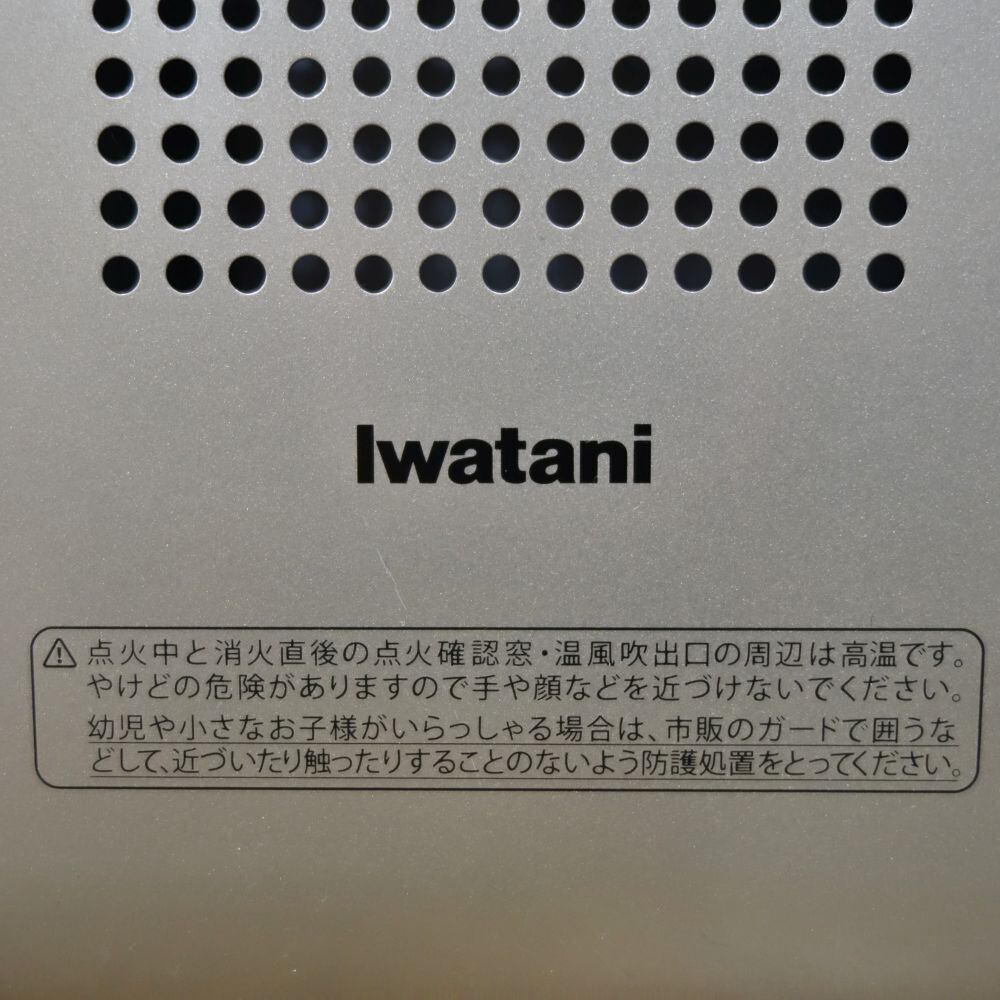 Iwatani
⚠点火中と消火直後の点火確認窓・温風吹出口の周辺は高温です。
やけどの危険がありますので手や顔などを近づけないでください。
幼児や小さなお子様がいらっしゃる場合は、市販のガードで囲うな
どして、近づいたり触ったりすることのないよう防護処置をとってください。